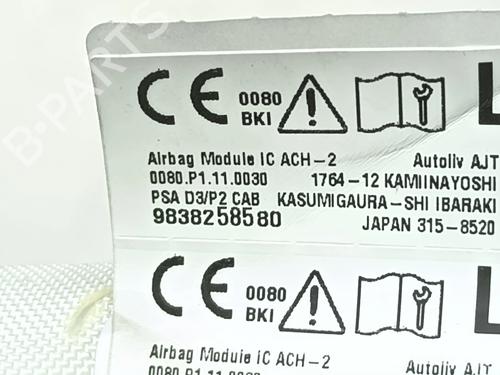 B-PARTS
CE 0080 BKI
L
Airbag Module IC ACH-2 Autoliv AJT
0080.P1.11.0030 1764-12 KAMIINAYOSHI
PSA D3/P2 CAB KASUMIGAURA-SHI IBARAKI
9838258580 JAPAN 315-8520
CE 0080 BKI
L
Airbag Module IC ACH-2 Autoliv AJT